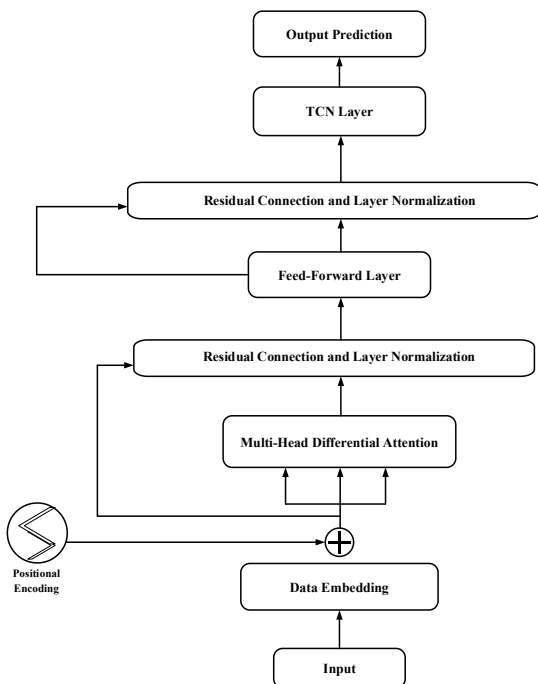 Output Prediction
TCN Layer
Residual Connection and Layer Normalization
Feed-Forward Layer
Residual Connection and Layer Normalization
Multi-Head Differential Attention
Positional
Encoding
Data Embedding
Input